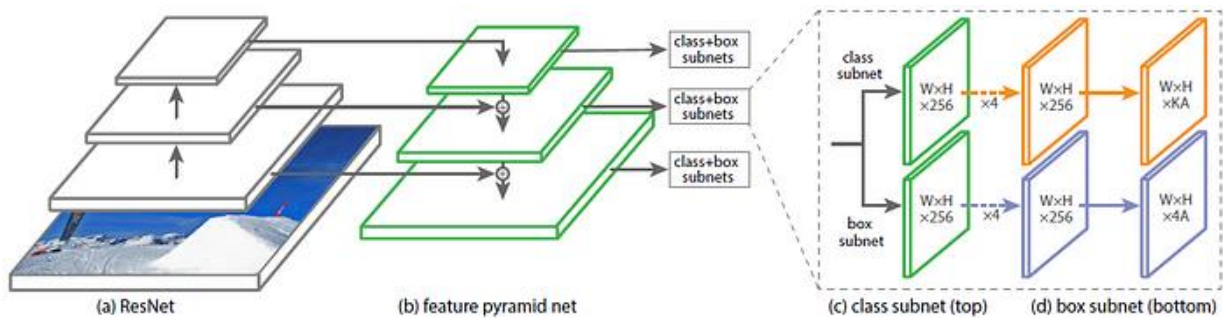 class+box
subnets
class+box
subnets
class+box
subnets
class
subnet
W×H
×256
×4
W×H
×256
W×H
×KA
box
subnet
W×H
×256
×4
W×H
×256
W×H
×4A
(a) ResNet
(b) feature pyramid net
(c) class subnet (top)
(d) box subnet (bottom)